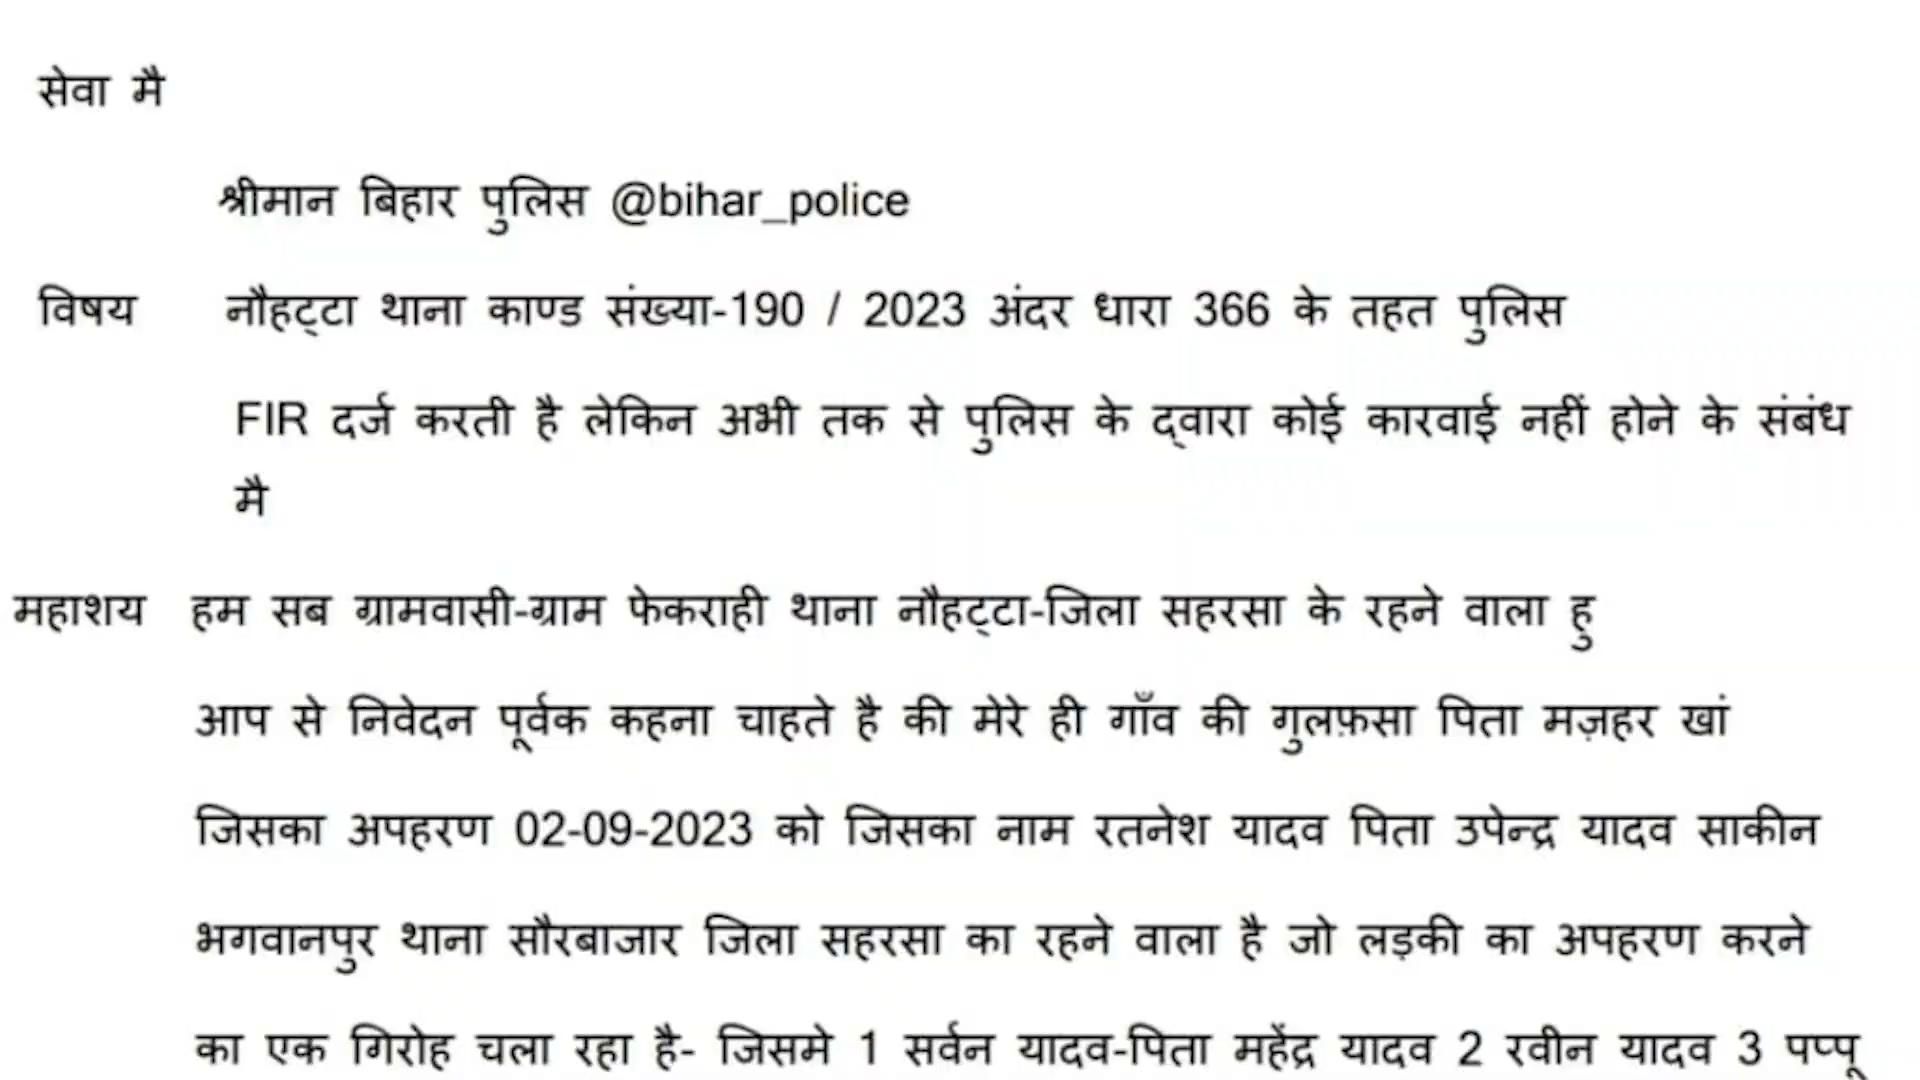 सेवा मै
श्रीमान बिहार पुलिस @bihar_police
विषय नौहट्टा थाना काण्ड संख्या-190 / 2023 अंदर धारा 366 के तहत पुलिस
FIR दर्ज करती है लेकिन अभी तक से पुलिस के द्वारा कोई कारवाई नहीं होने के संबंध
मै
महाशय हम सब ग्रामवासी-ग्राम फेकराही थाना नौहट्टा-जिला सहरसा के रहने वाला हु
आप से निवेदन पूर्वक कहना चाहते है की मेरे ही गाँव की गुलफ़सा पिता मज़हर खां
जिसका अपहरण 02-09-2023 को जिसका नाम रतनेश यादव पिता उपेन्द्र यादव साकीन
भगवानपुर थाना सौरबाजार जिला सहरसा का रहने वाला है जो लड़की का अपहरण करने
का एक गिरोह चला रहा है- जिसमे 1 सर्वन यादव-पिता महेंद्र यादव 2 रवीन यादव 3 पप्पू